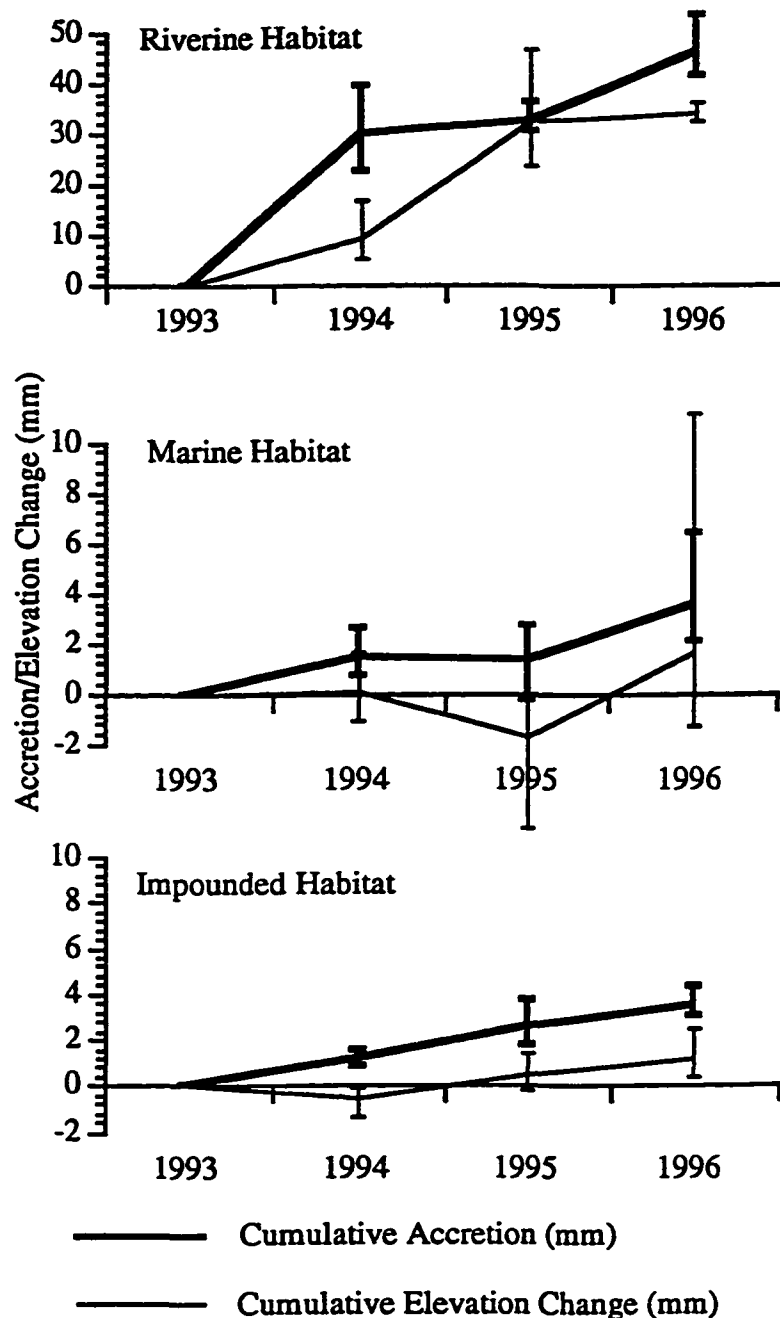 Riverine Habitat
50
40
30
20
10
0
1993 1994 1995 1996
Accretion/Elevation Change (mm)
Marine Habitat
10
8
6
4
2
0
-2
1993 1994 1995 1996
Impounded Habitat
10
8
6
4
2
0
-2
1993 1994 1995 1996
Cumulative Accretion (mm)
Cumulative Elevation Change (mm)